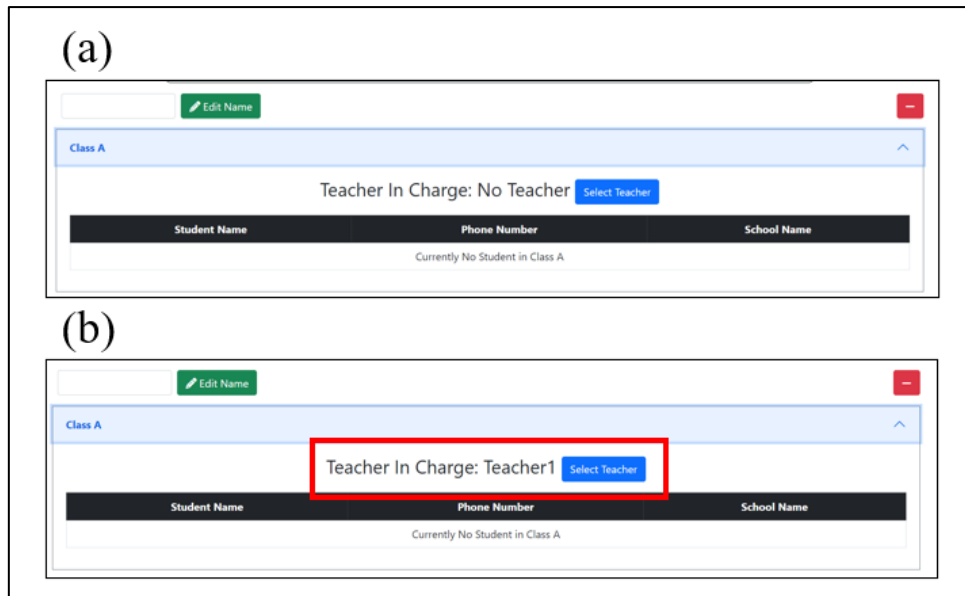 (a)
Edit Name
Class A
Teacher In Charge: No Teacher Select Teacher
Student Name Phone Number School Name
Currently No Student in Class A
(b)
Edit Name
Class A
Teacher In Charge: Teacher1 Select Teacher
Student Name Phone Number School Name
Currently No Student in Class A